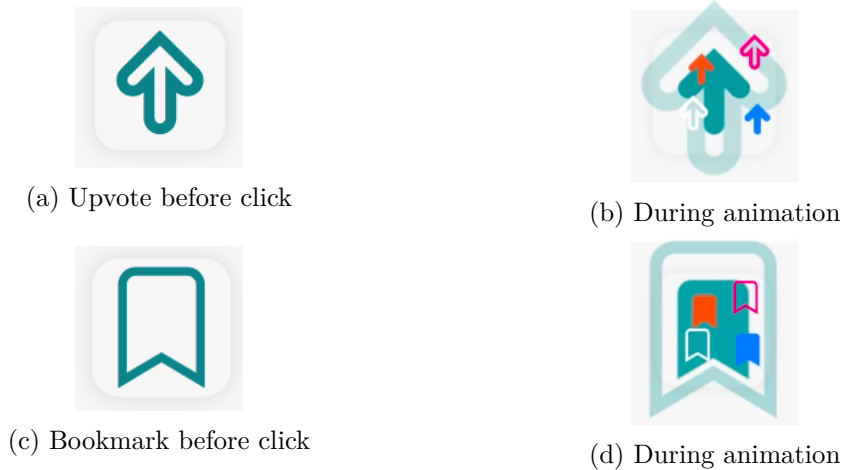 (a) Upvote before click
(b) During animation
(c) Bookmark before click
(d) During animation